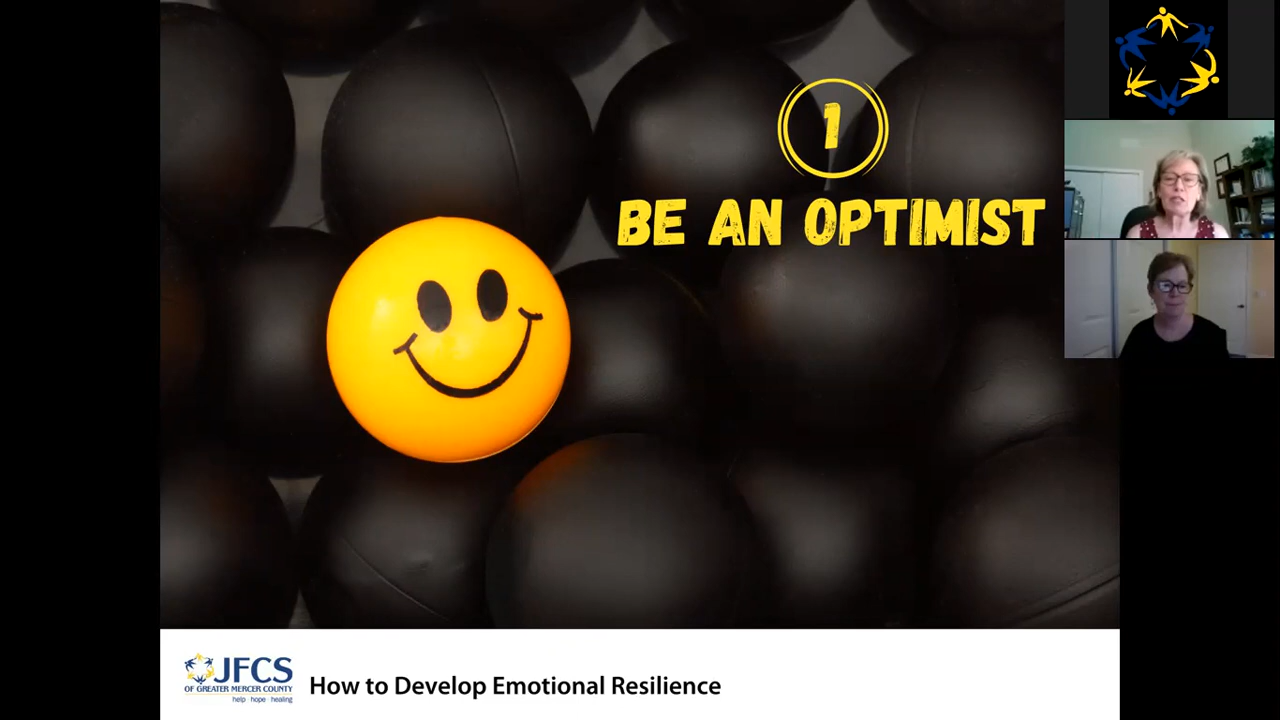 1
BE AN OPTIMIST
JFCS
OF GREATER MERCER COUNTY
help hope healing
How to Develop Emotional Resilience